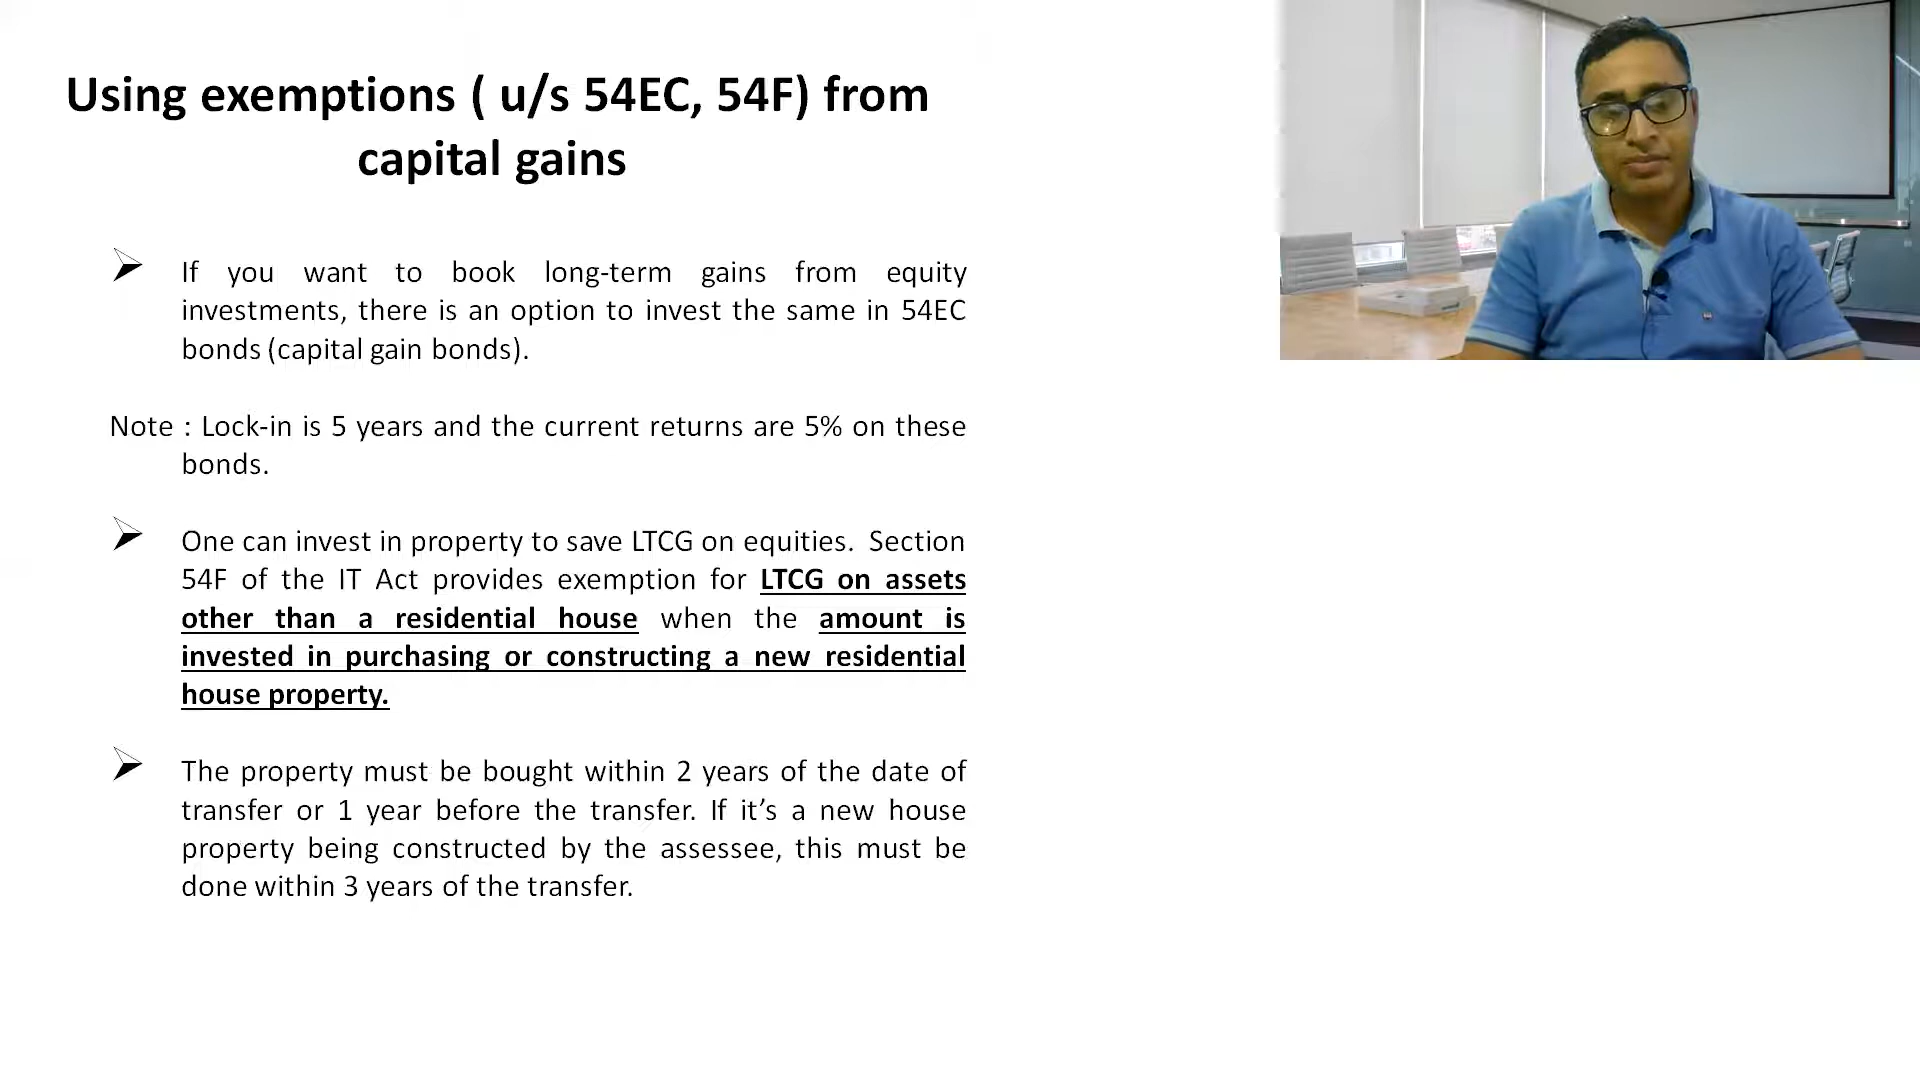 Using exemptions ( u/s 54EC, 54F) from
capital gains
If you want to book long-term gains from equity
investments, there is an option to invest the same in 54EC
bonds (capital gain bonds).
Note : Lock-in is 5 years and the current returns are 5% on these
bonds.
One can invest in property to save LTCG on equities. Section
54F of the IT Act provides exemption for LTCG on assets
other than a residential house when the amount is
invested in purchasing or constructing a new residential
house property.
The property must be bought within 2 years of the date of
transfer or 1 year before the transfer. If it’s a new house
property being constructed by the assessee, this must be
done within 3 years of the transfer.